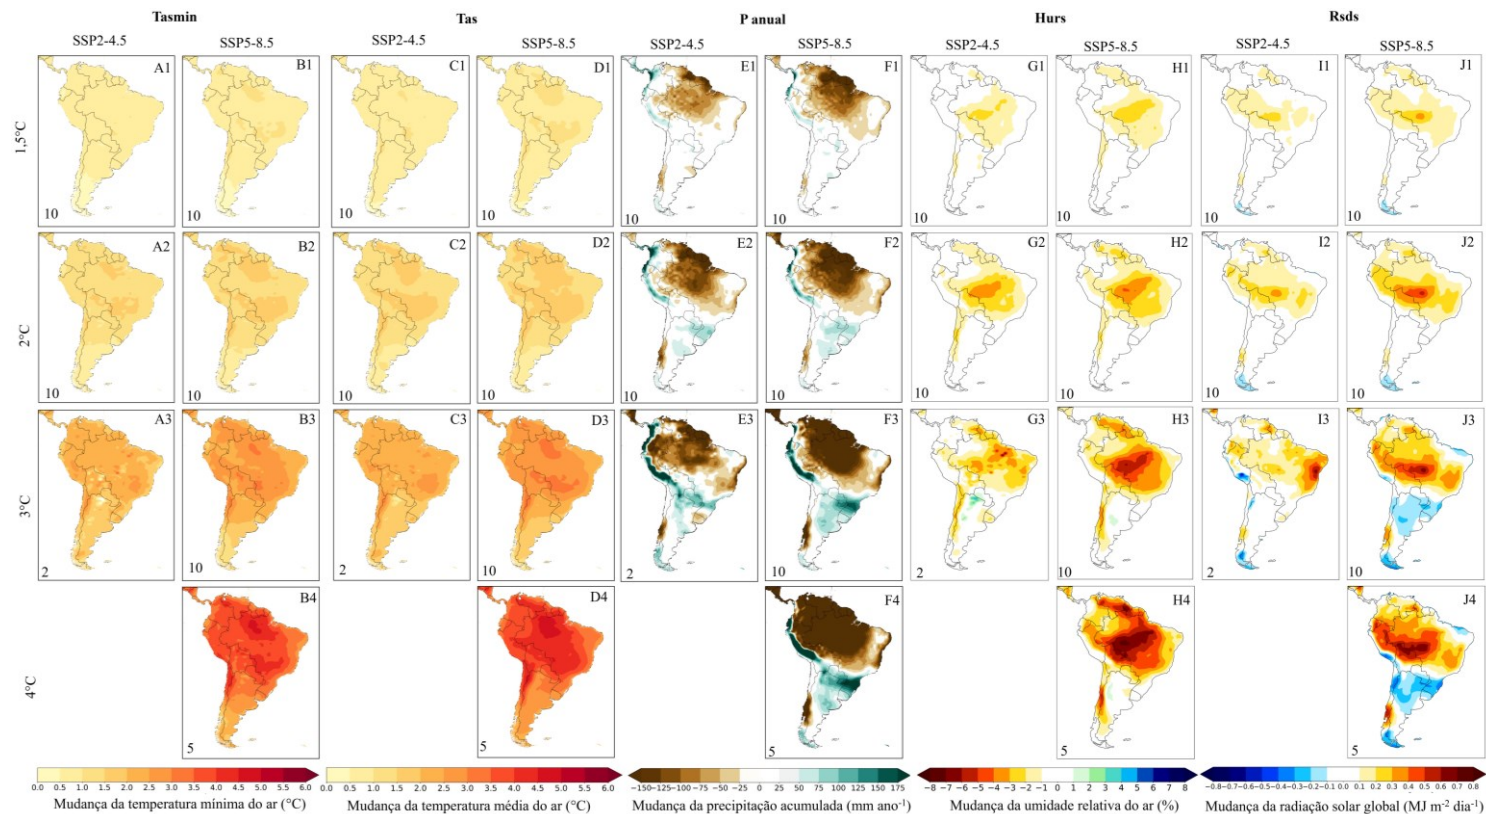 Tasmin Tas P anual Hurs Rsds
SSP2-4.5 SSP5-8.5 SSP2-4.5 SSP5-8.5 SSP2-4.5 SSP5-8.5 SSP2-4.5 SSP5-8.5 SSP2-4.5 SSP5-8.5
1,5°C
A1 B1 C1 D1 E1 F1 G1 H1 I1 J1
10 10 10 10 10 10 10 10 10 10
2°C
A2 B2 C2 D2 E2 F2 G2 H2 I2 J2
10 10 10 10 10 10 10 10 10 10
3°C
A3 B3 C3 D3 E3 F3 G3 H3 I3 J3
2 10 2 10 2 10 2 10 2 10
4°C
B4 D4 F4 H4 J4
5 5 5 5 5
0.0 0.5 1.0 1.5 2.0 2.5 3.0 3.5 4.0 4.5 5.0 5.5 6.0
Mudança da temperatura mínima do ar (°C)
0.0 0.5 1.0 1.5 2.0 2.5 3.0 3.5 4.0 4.5 5.0 5.5 6.0
Mudança da temperatura média do ar (°C)
−150−125−100−75 −50 −25 0 25 50 75 100 125 150 175
Mudança da precipitação acumulada (mm ano⁻¹)
−8 −7 −6 −5 −4 −3 −2 −1 0 1 2 3 4 5 6 7 8
Mudança da umidade relativa do ar (%)
−0.8−0.7−0.6−0.5−0.4−0.3−0.2−0.1 0.0 0.1 0.2 0.3 0.4 0.5 0.6 0.7 0.8
Mudança da radiação solar global (MJ m⁻² dia⁻¹)